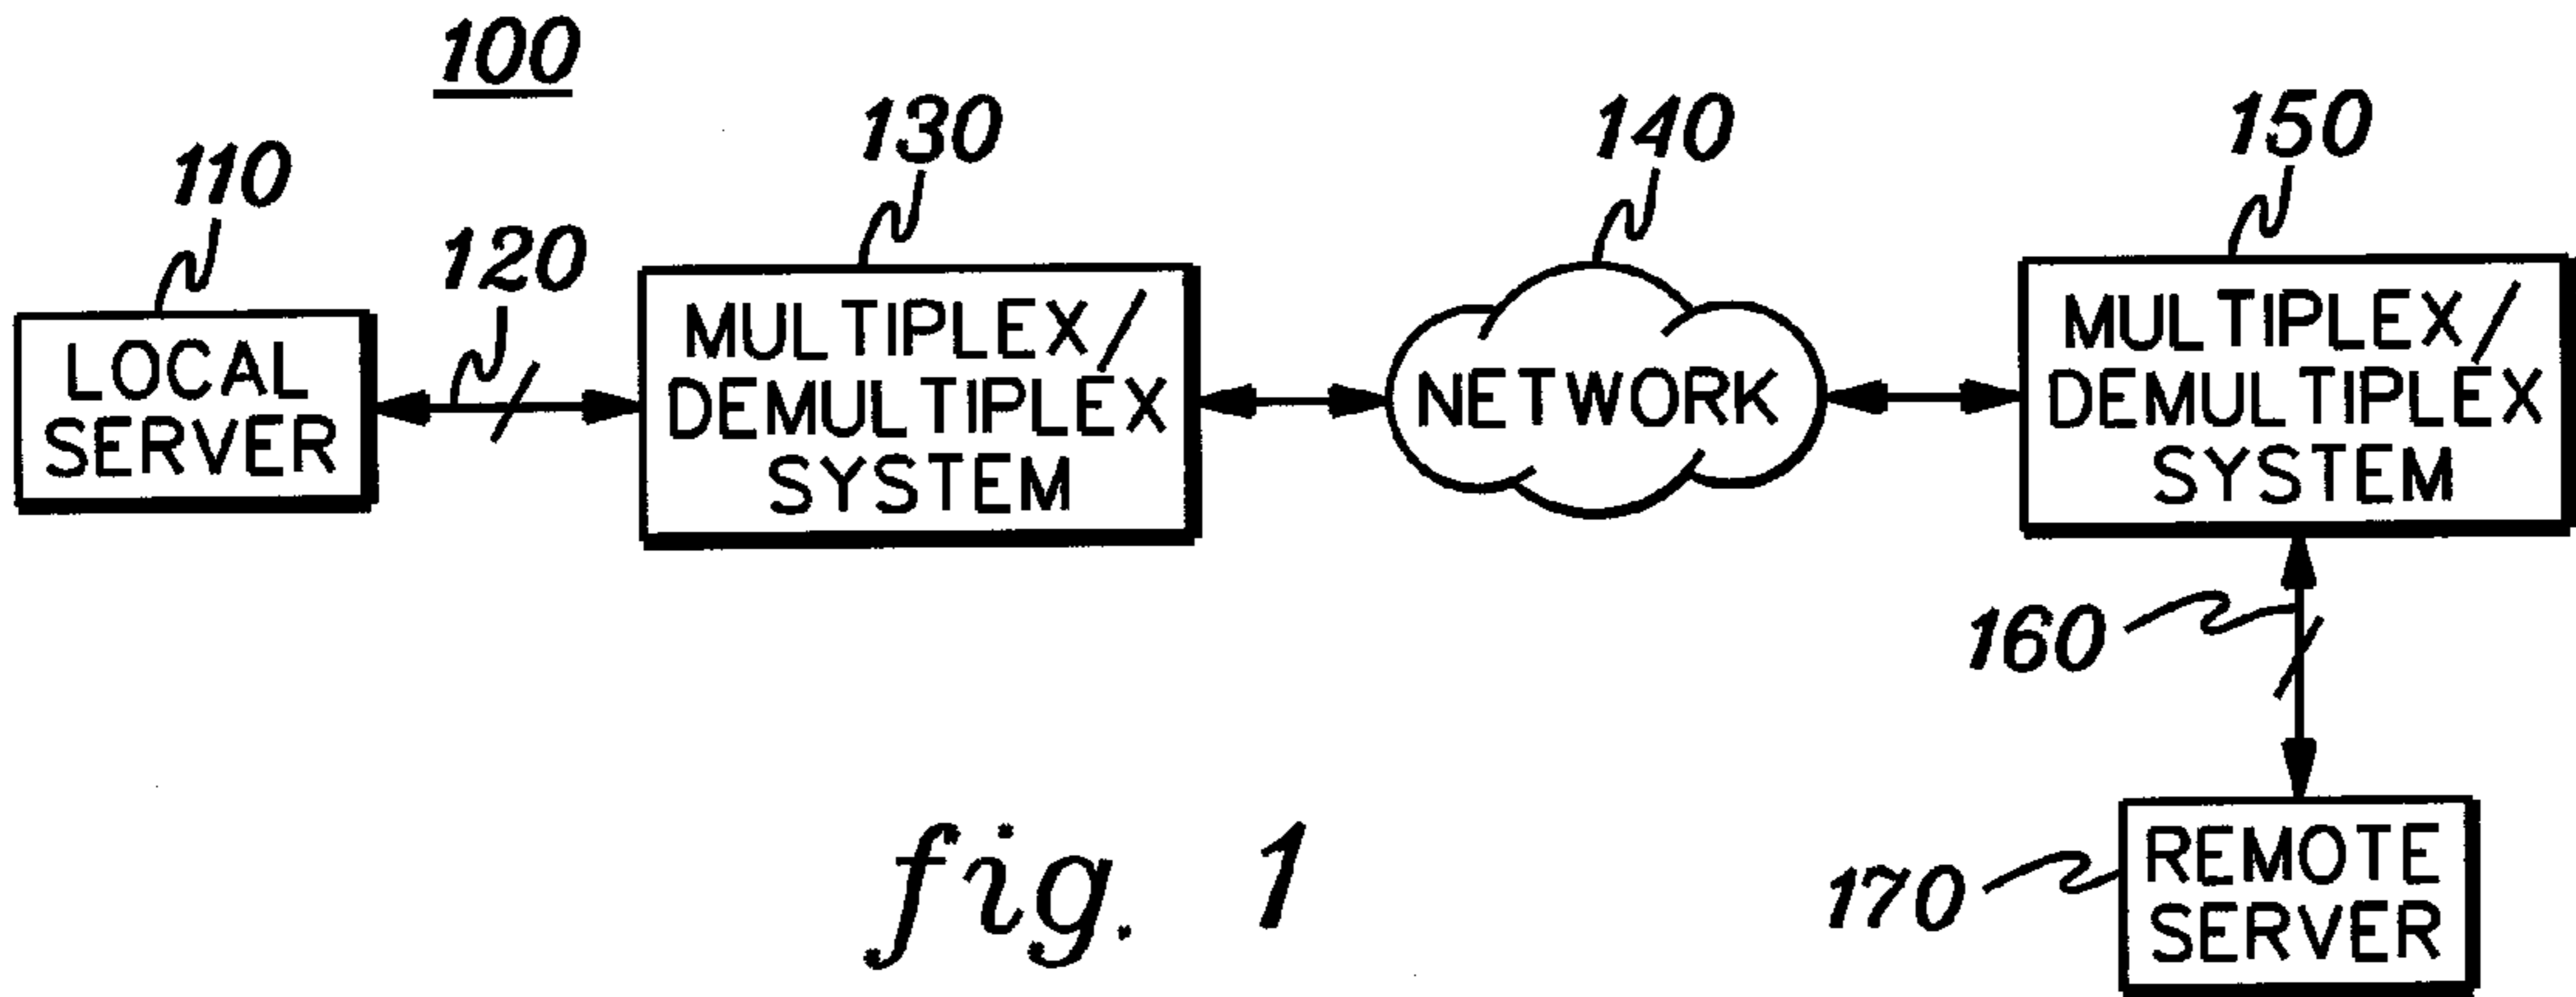 100
110
120
130
140
150
LOCAL
SERVER
MULTIPLEX/
DEMULTIPLEX
SYSTEM
NETWORK
MULTIPLEX/
DEMULTIPLEX
SYSTEM
160
170
REMOTE
SERVER
fig. 1